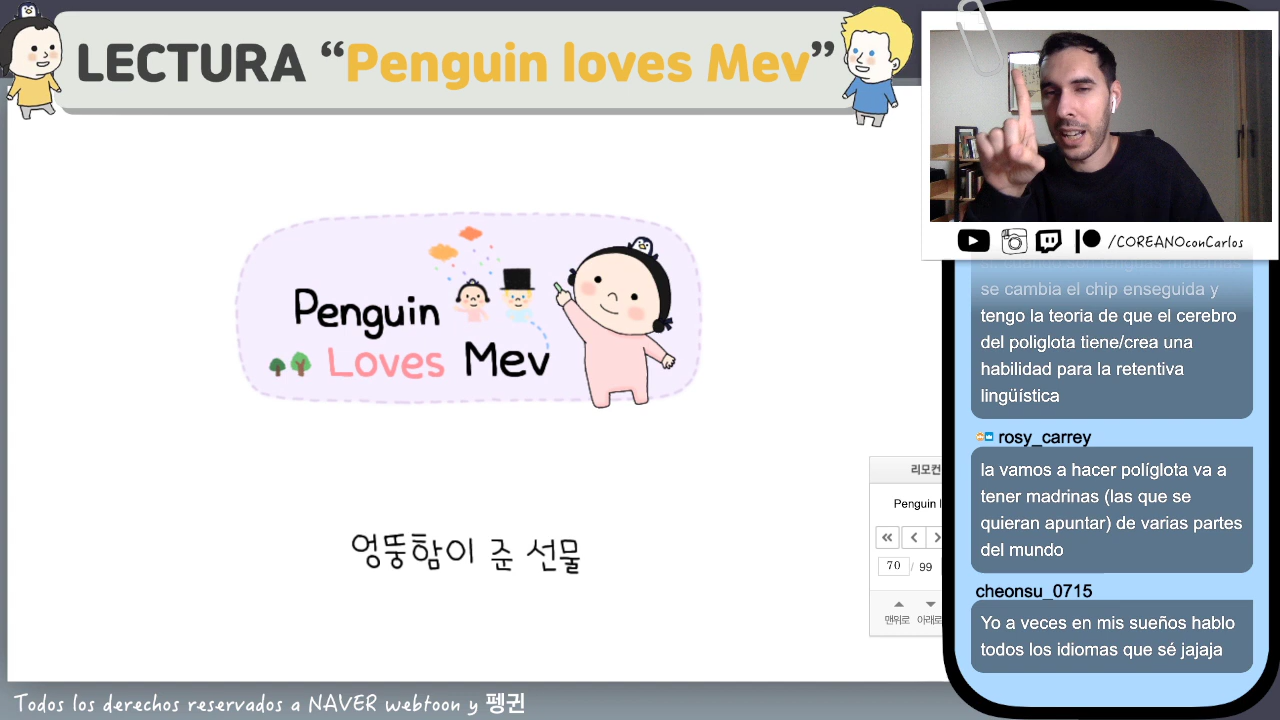 LECTURA “Penguin loves Mev”
Penguin
Loves Mev
엉뚱함이 준 선물
리모컨
Penguin l
70 / 99
맨위로 아래로
Todos los derechos reservados a NAVER webtoon y 펭귄
/COREANOconCarlos
se cambia el chip enseguida y
tengo la teoria de que el cerebro
del poliglota tiene/crea una
habilidad para la retentiva
lingüística
rosy_carrey
la vamos a hacer políglota va a
tener madrinas (las que se
quieran apuntar) de varias partes
del mundo
cheonsu_0715
Yo a veces en mis sueños hablo
todos los idiomas que sé jajaja